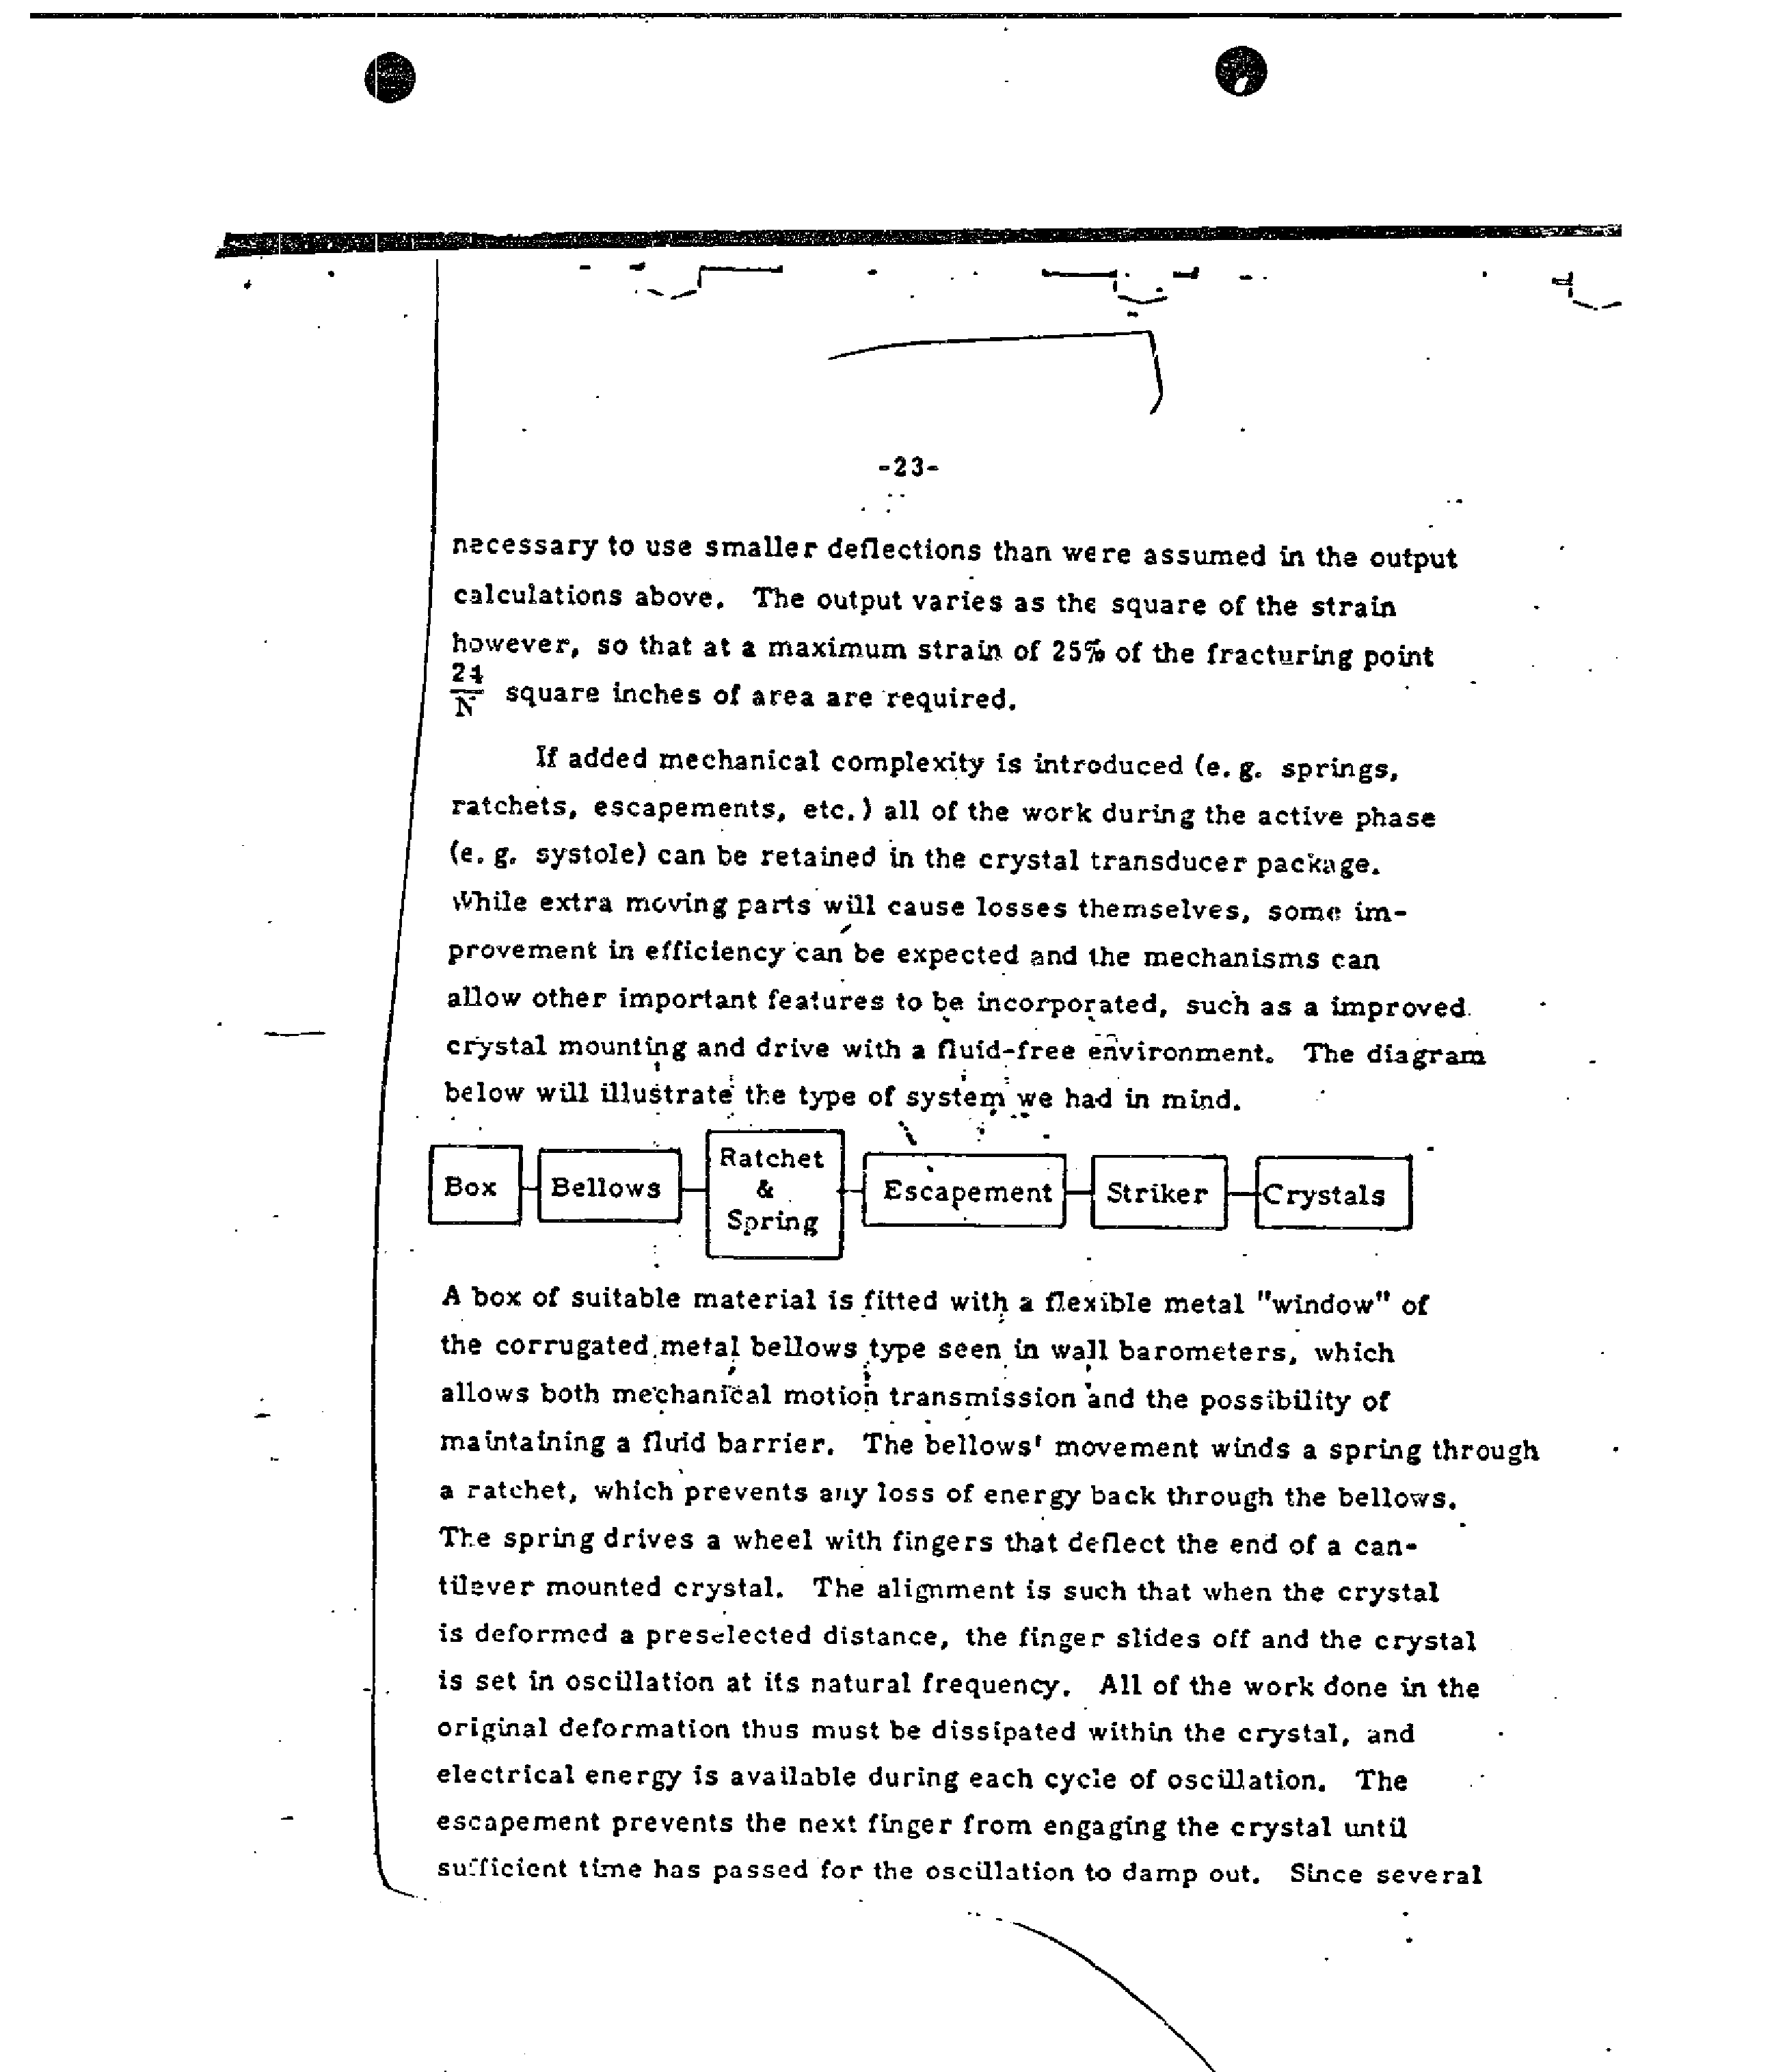 -23-
necessary to use smaller deflections than were assumed in the output
calculations above. The output varies as the square of the strain
however, so that at a maximum strain of 25% of the fracturing point
24/N square inches of area are required.
If added mechanical complexity is introduced (e.g. springs,
ratchets, escapements, etc.) all of the work during the active phase
(e.g. systole) can be retained in the crystal transducer package.
While extra moving parts will cause losses themselves, some im-
provement in efficiency can be expected and the mechanisms can
allow other important features to be incorporated, such as a improved
crystal mounting and drive with a fluid-free environment. The diagram
below will illustrate the type of system we had in mind.
Box
Bellows
Ratchet
&
Spring
Escapement
Striker
Crystals
A box of suitable material is fitted with a flexible metal "window" of
the corrugated metal bellows type seen in wall barometers, which
allows both mechanical motion transmission and the possibility of
maintaining a fluid barrier. The bellows' movement winds a spring through
a ratchet, which prevents any loss of energy back through the bellows.
The spring drives a wheel with fingers that deflect the end of a can-
tilever mounted crystal. The alignment is such that when the crystal
is deformed a preselected distance, the finger slides off and the crystal
is set in oscillation at its natural frequency. All of the work done in the
original deformation thus must be dissipated within the crystal, and
electrical energy is available during each cycle of oscillation. The
escapement prevents the next finger from engaging the crystal until
sufficient time has passed for the oscillation to damp out. Since several